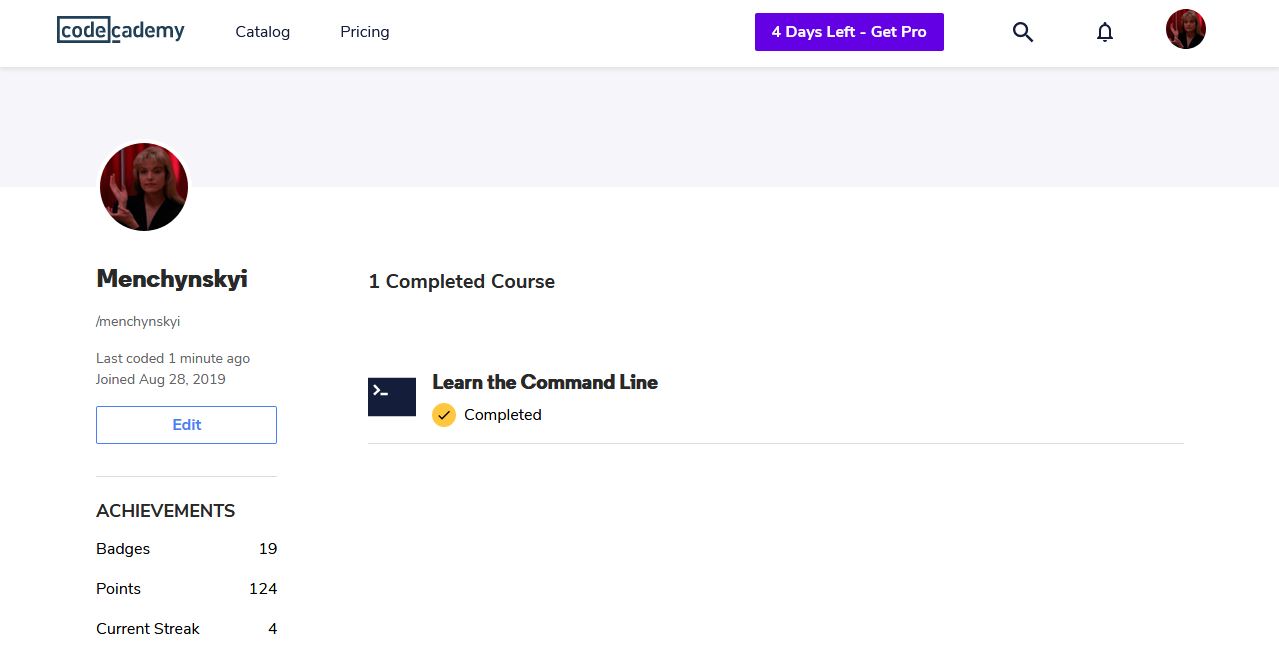 codecademy Catalog Pricing 4 Days Left - Get Pro
Menchynskyi
/menchynskyi
Last coded 1 minute ago
Joined Aug 28, 2019
Edit
ACHIEVEMENTS
Badges 19
Points 124
Current Streak 4
1 Completed Course
>_
Learn the Command Line
Completed